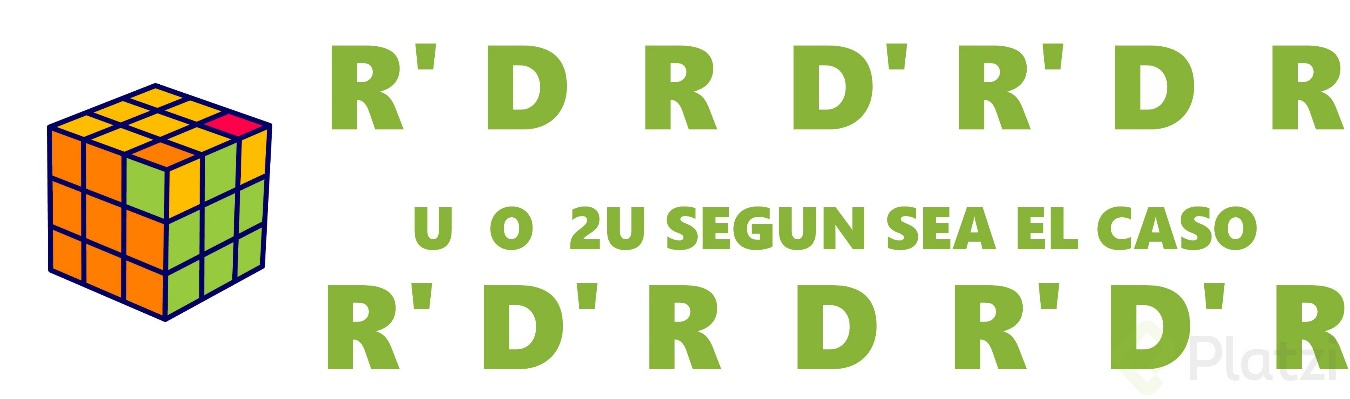 R' D R D' R' D R
U O 2U SEGUN SEA EL CASO
R' D' R D R' D' R
Platzi